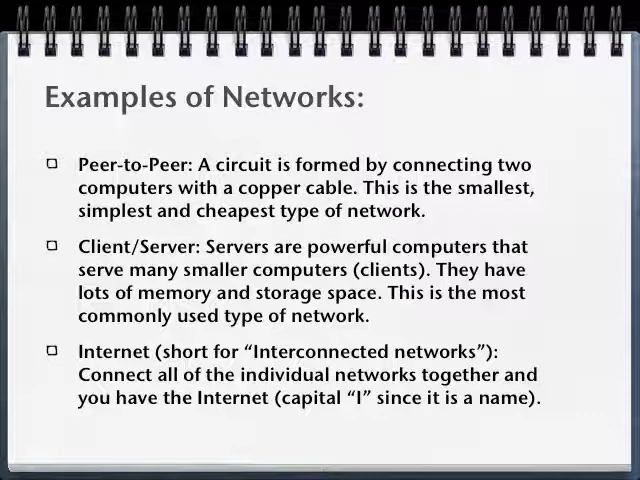 Examples of Networks:
Peer-to-Peer: A circuit is formed by connecting two
computers with a copper cable. This is the smallest,
simplest and cheapest type of network.
Client/Server: Servers are powerful computers that
serve many smaller computers (clients). They have
lots of memory and storage space. This is the most
commonly used type of network.
Internet (short for “Interconnected networks”):
Connect all of the individual networks together and
you have the Internet (capital “I” since it is a name).